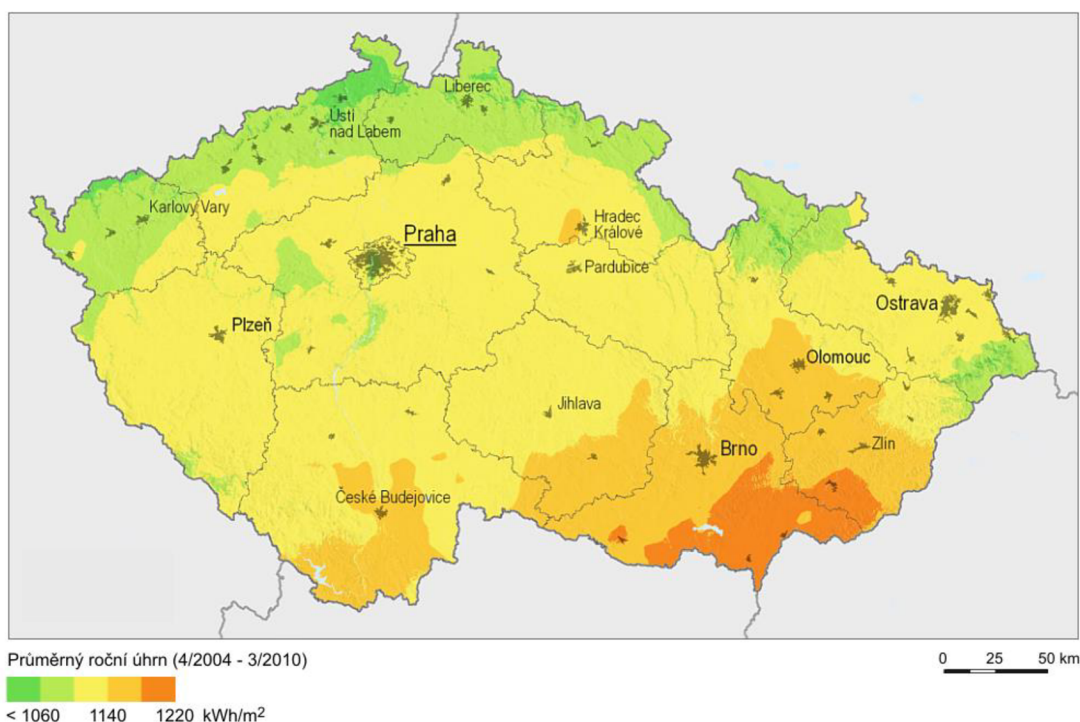 Liberec
Ústí
nad Labem
Karlovy Vary
Praha
Hradec
Králové
Pardubice
Plzeň
Ostrava
Olomouc
Jihlava
Brno
Zlín
České Budejovice
Průměrný roční úhrn (4/2004 - 3/2010)
< 1060 1140 1220 kWh/m2
0 25 50 km